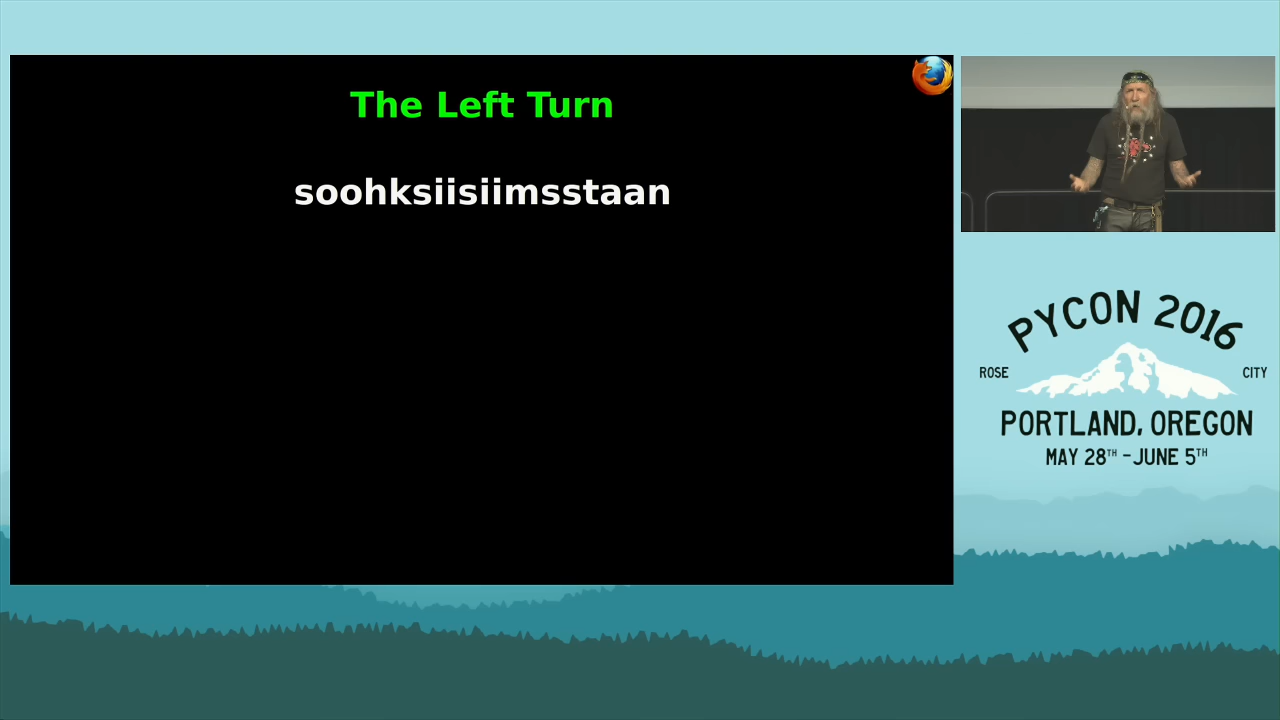 The Left Turn
soohksiisiimsstaan
PYCON 2016
ROSE CITY
PORTLAND, OREGON
MAY 28TH - JUNE 5TH